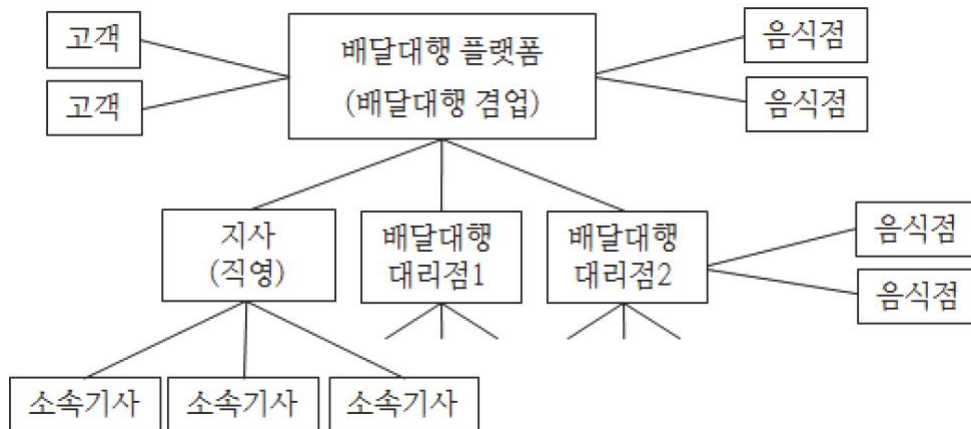 고객
배달대행 플랫폼
(배달대행 겸업)
음식점
고객
음식점
지사
(직영)
배달대행
대리점1
배달대행
대리점2
음식점
음식점
소속기사
소속기사
소속기사